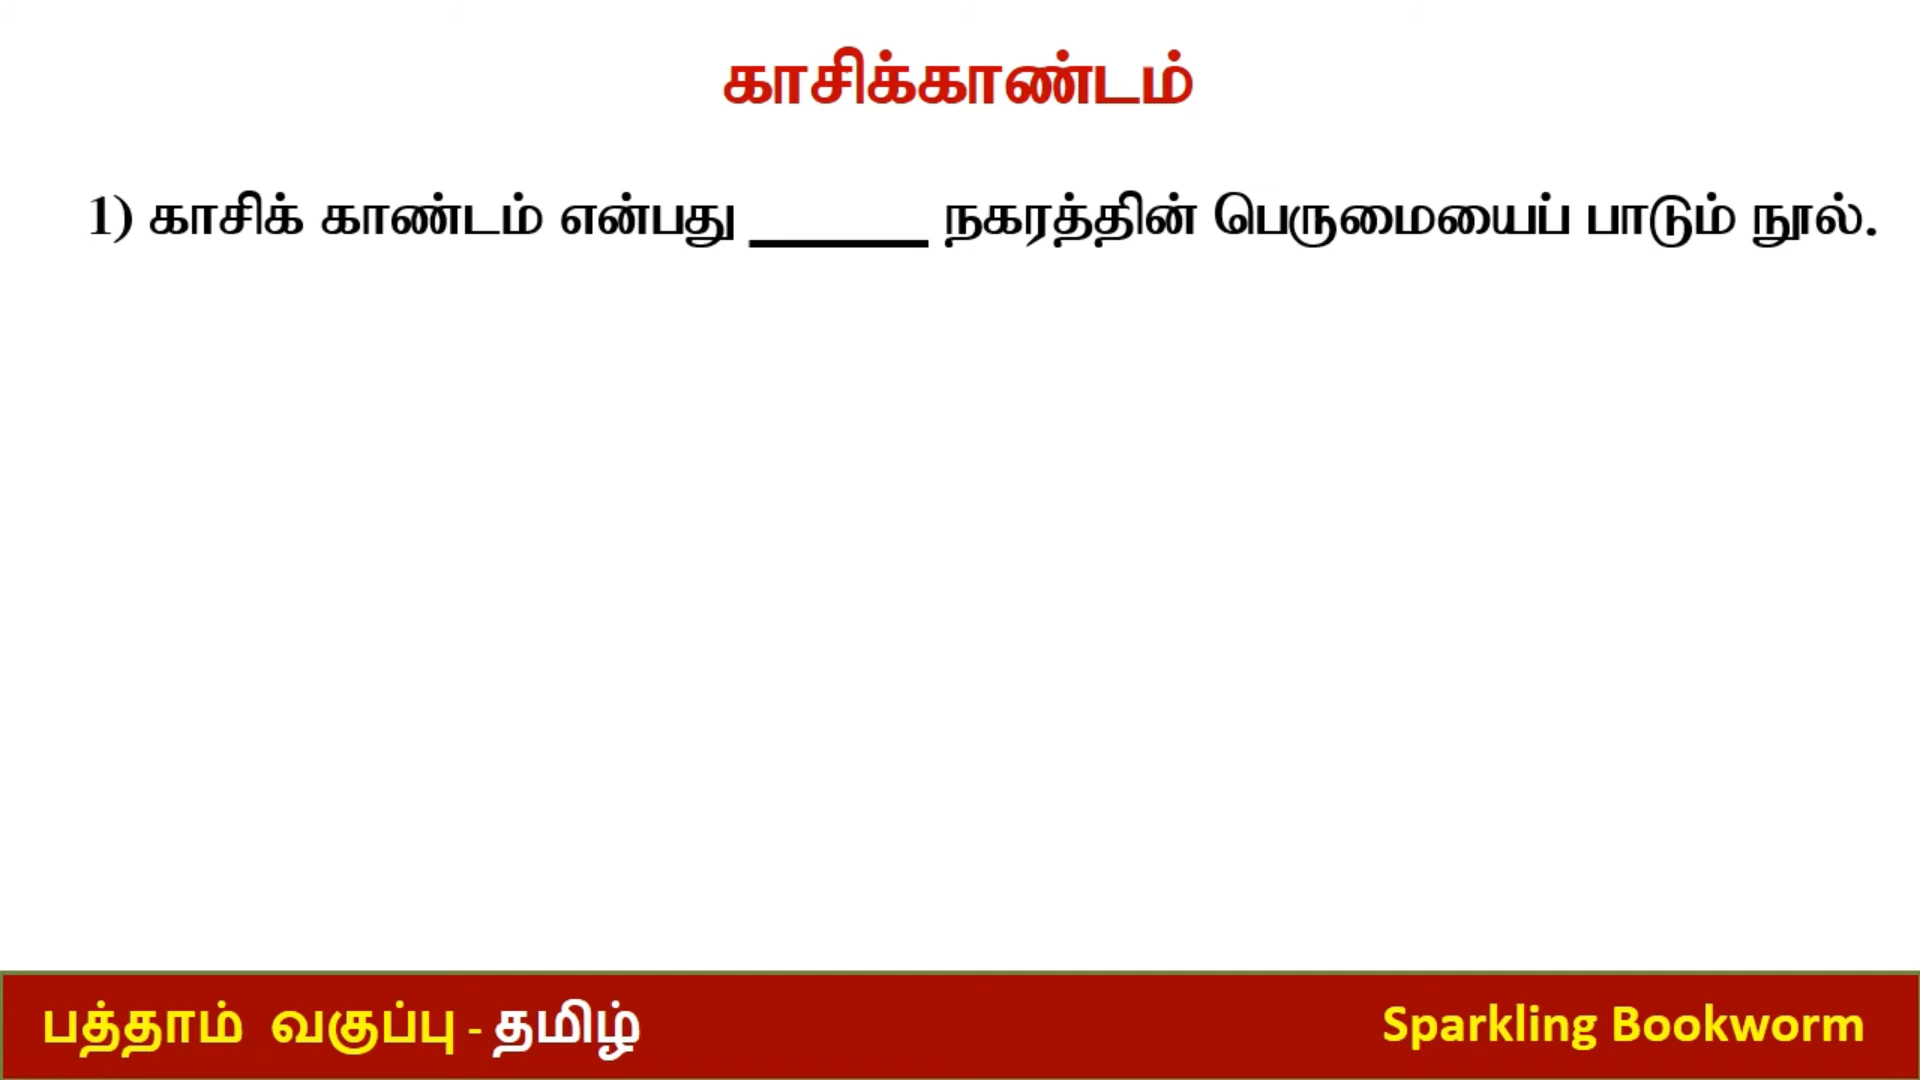 காசிக்காண்டம்
1) காசிக் காண்டம் என்பது ______ நகரத்தின் பெருமையைப் பாடும் நூல்.
பத்தாம் வகுப்பு - தமிழ்
Sparkling Bookworm